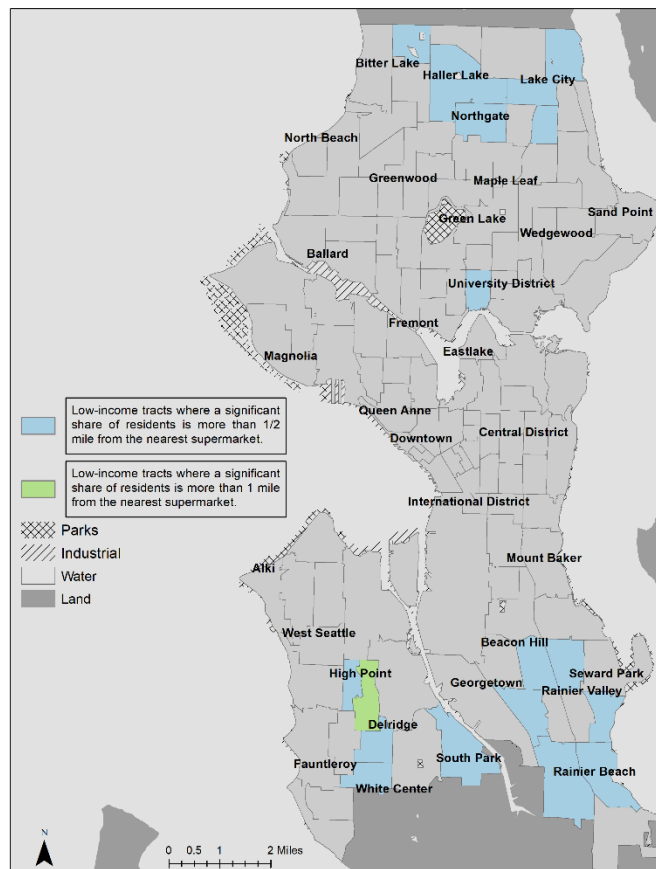 Bitter Lake
Haller Lake
Lake City
Northgate
North Beach
Greenwood
Maple Leaf
Sand Point
Green Lake
Wedgewood
Ballard
University District
Fremont
Eastlake
Magnolia
Queen Anne
Central District
Downtown
International District
Mount Baker
Alki
West Seattle
Beacon Hill
High Point
Georgetown
Seward Park
Rainier Valley
Delridge
South Park
Fauntleroy
Rainier Beach
White Center
Low-income tracts where a significant
share of residents is more than 1/2
mile from the nearest supermarket.
Low-income tracts where a significant
share of residents is more than 1 mile
from the nearest supermarket.
Parks
Industrial
Water
Land
N
0 0.5 1 2 Miles